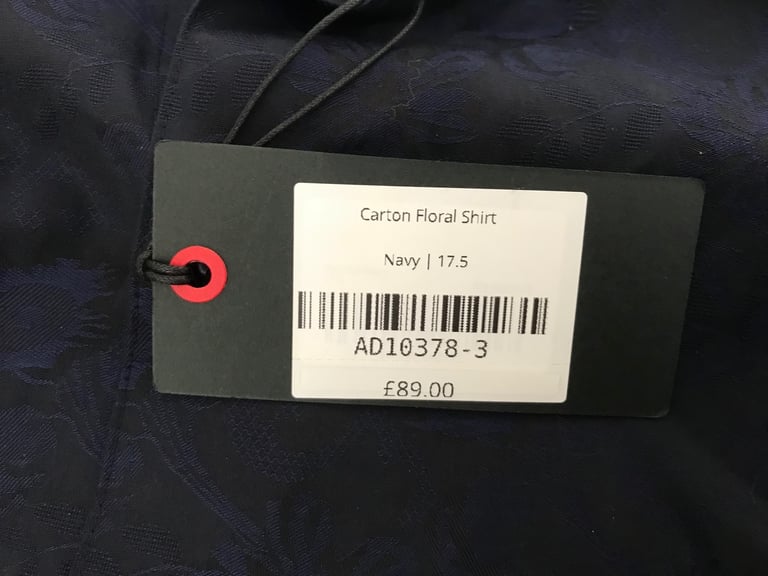 Carton Floral Shirt
Navy | 17.5
AD10378-3
£89.00